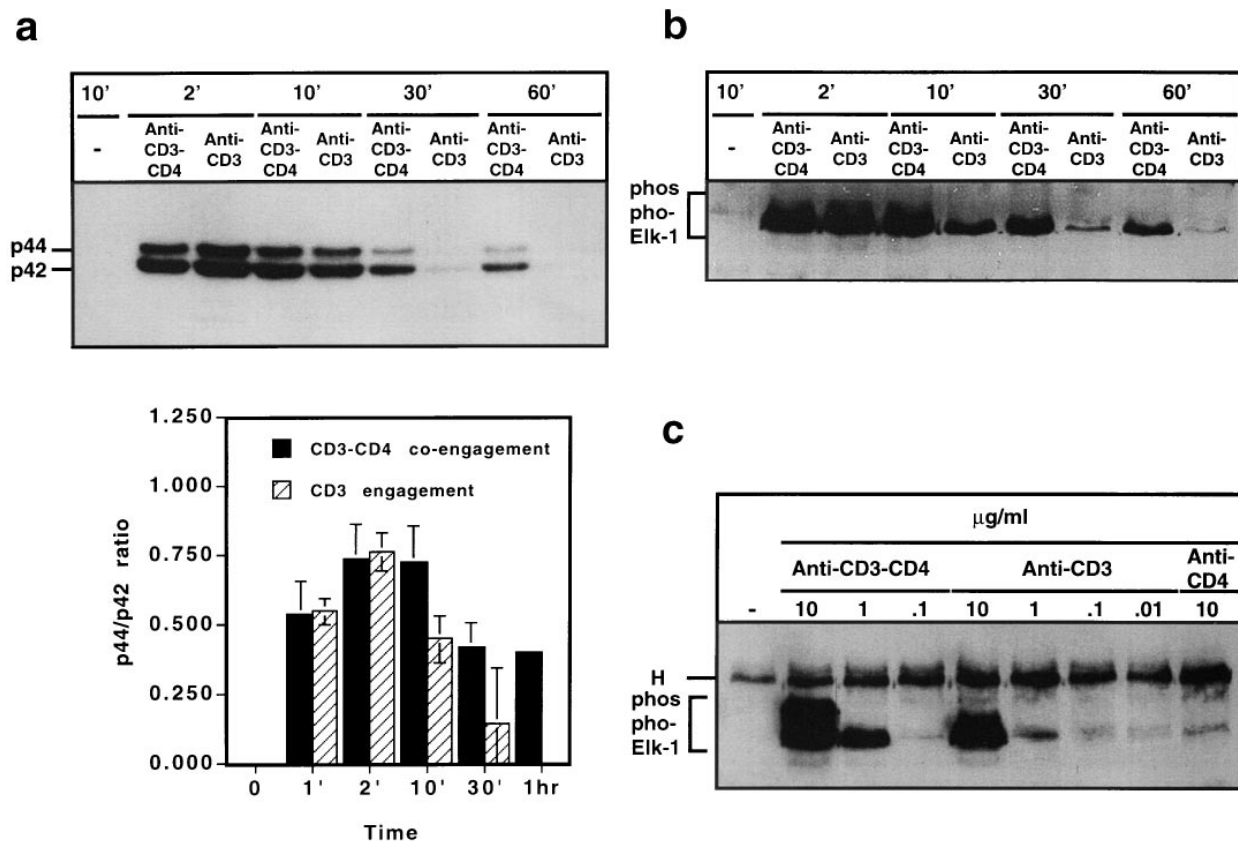 a
10' 2' 10' 30' 60'
- Anti-CD3-CD4 Anti-CD3 Anti-CD3-CD4 Anti-CD3 Anti-CD3-CD4 Anti-CD3 Anti-CD3-CD4 Anti-CD3
p44
p42
1.250
1.000
0.750
0.500
0.250
0.000
p44/p42 ratio
CD3-CD4 co-engagement
CD3 engagement
0 1' 2' 10' 30' 1hr
Time
b
10' 2' 10' 30' 60'
- Anti-CD3-CD4 Anti-CD3 Anti-CD3-CD4 Anti-CD3 Anti-CD3-CD4 Anti-CD3 Anti-CD3-CD4 Anti-CD3
phos
pho-
Elk-1
c
µg/ml
Anti-CD3-CD4 Anti-CD3 Anti-CD4
- 10 1 .1 10 1 .1 .01 10
H
phos
pho-
Elk-1